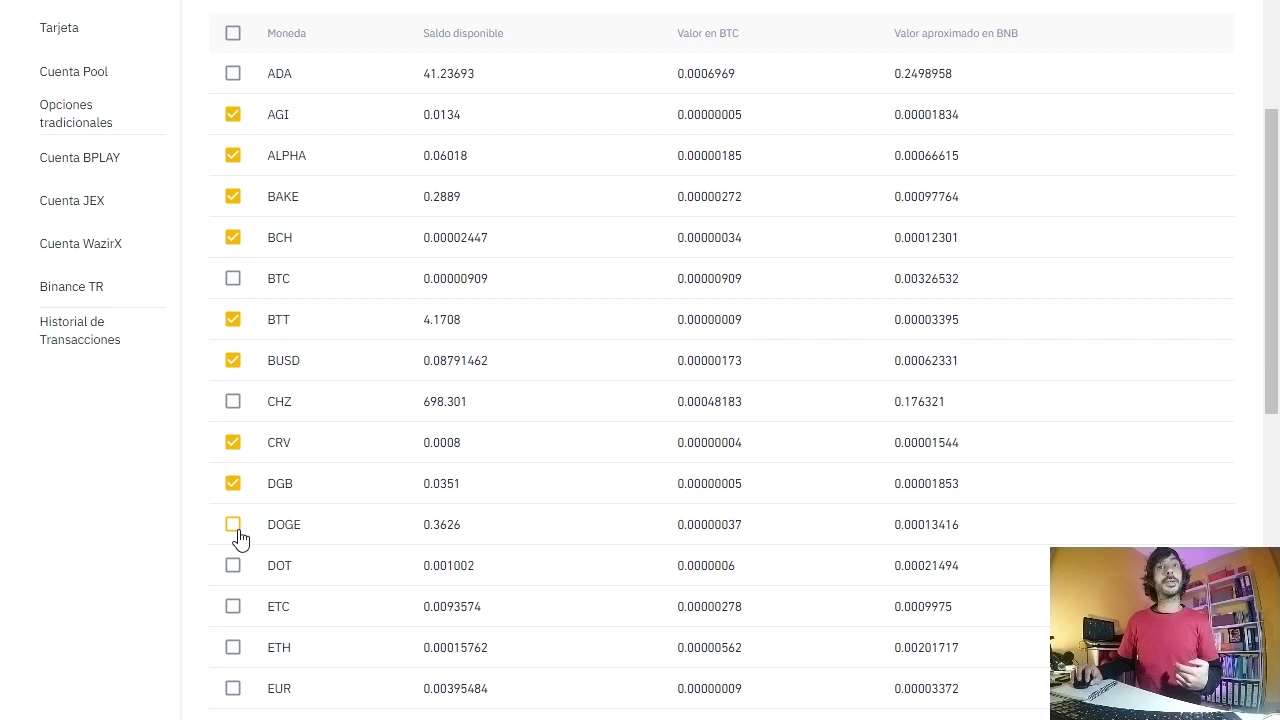 Tarjeta
Cuenta Pool
Opciones
tradicionales
Cuenta BPLAY
Cuenta JEX
Cuenta WazirX
Binance TR
Historial de
Transacciones
Moneda Saldo disponible Valor en BTC Valor aproximado en BNB
ADA 41.23693 0.0006969 0.2498958
AGI 0.0134 0.00000005 0.00001834
ALPHA 0.06018 0.00000185 0.00066615
BAKE 0.2889 0.00000272 0.00097764
BCH 0.00002447 0.00000034 0.00012301
BTC 0.00000909 0.00000909 0.00326532
BTT 4.1708 0.00000009 0.00003395
BUSD 0.08791462 0.00000173 0.00062331
CHZ 698.301 0.00048183 0.176321
CRV 0.0008 0.00000004 0.00001544
DGB 0.0351 0.00000005 0.00001853
DOGE 0.3626 0.00000037 0.00013416
DOT 0.001002 0.0000006 0.00021494
ETC 0.0093574 0.00000278 0.0009975
ETH 0.00015762 0.00000562 0.00201717
EUR 0.00395484 0.00000009 0.00003372